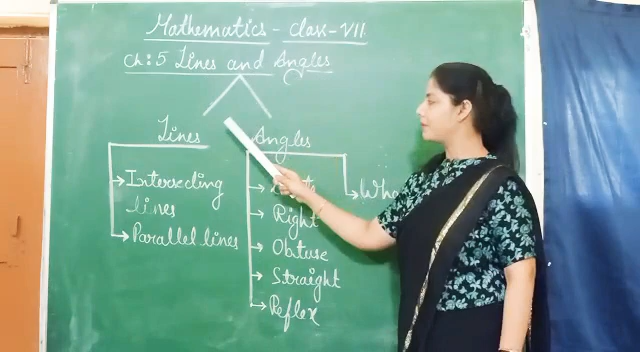 Mathematics - Class-VII
Ch:5 Lines and Angles
Lines
Angles
Intersecting
lines
Parallel lines
Right
Obtuse
Straight
Reflex